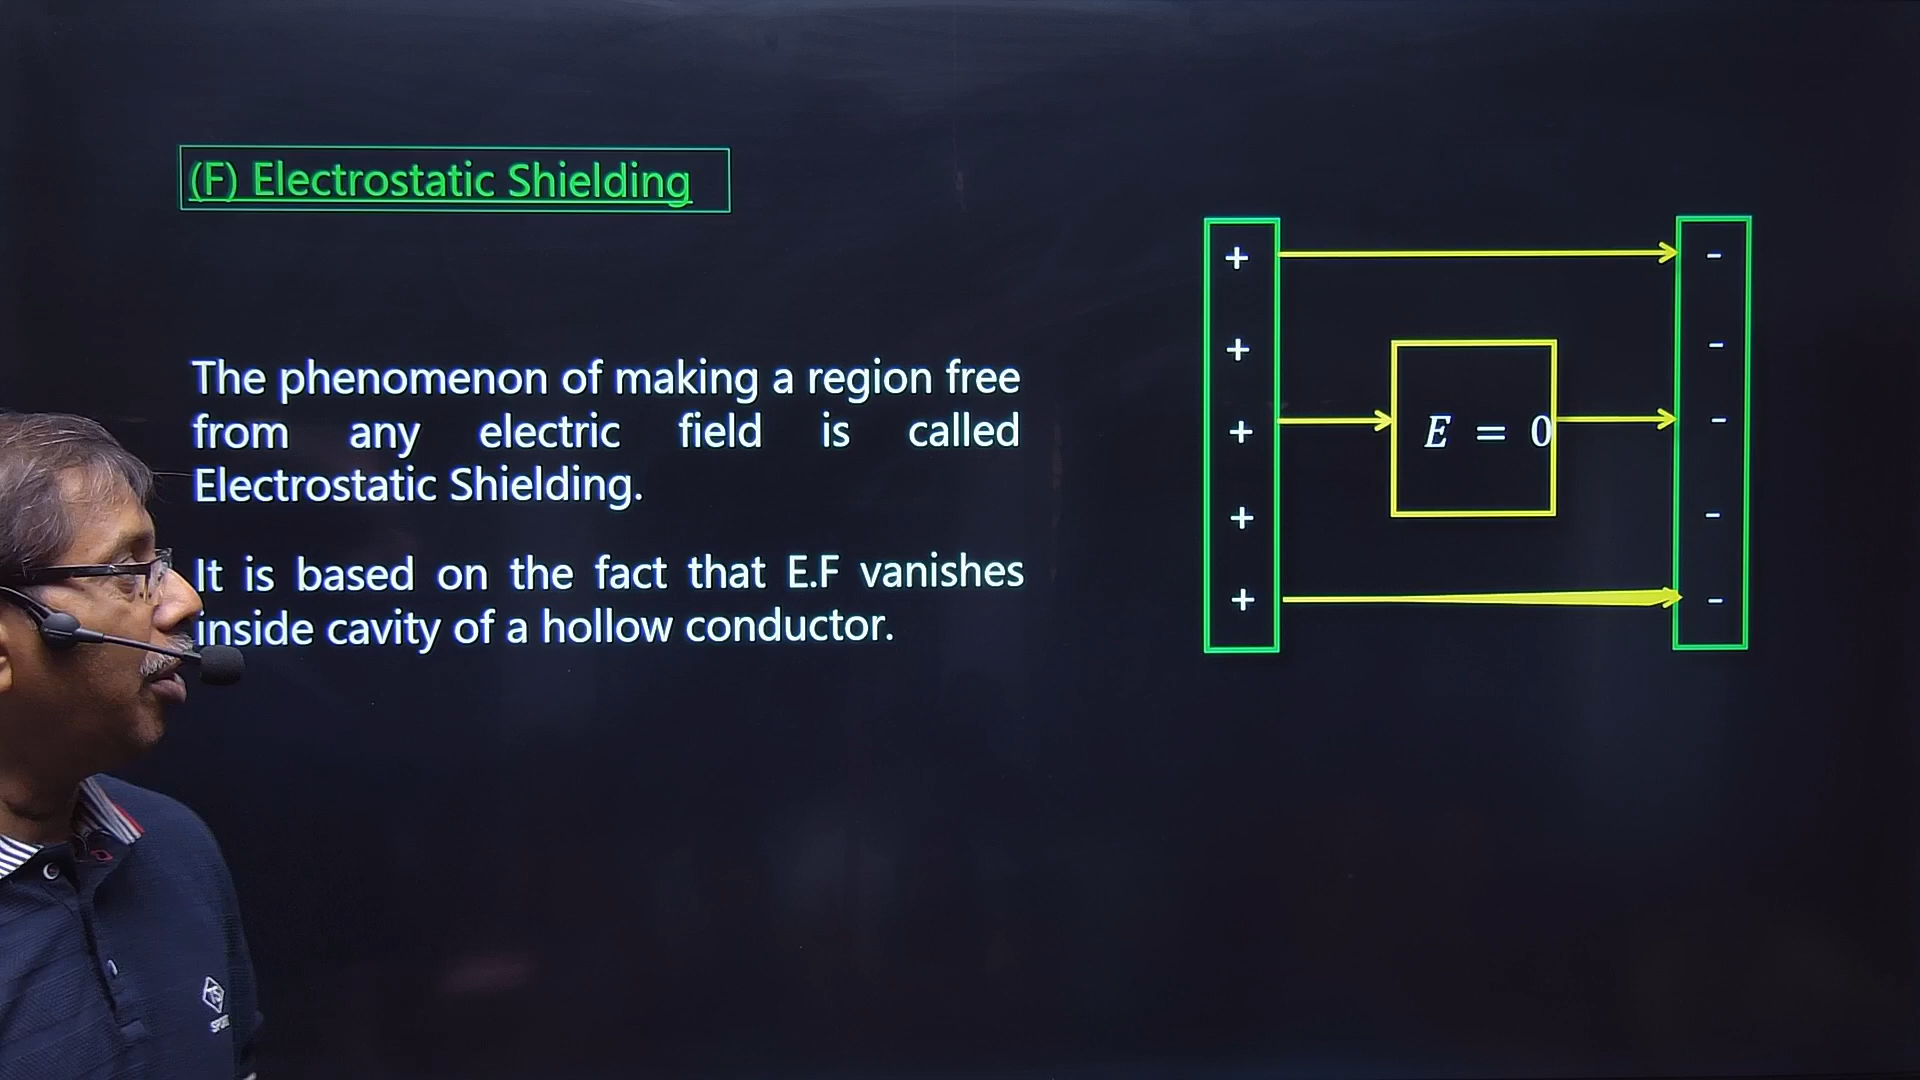 (F) Electrostatic Shielding
The phenomenon of making a region free
from any electric field is called
Electrostatic Shielding.
It is based on the fact that E.F vanishes
inside cavity of a hollow conductor.
+ -
+ -
+ E = 0 -
+ -
+ -